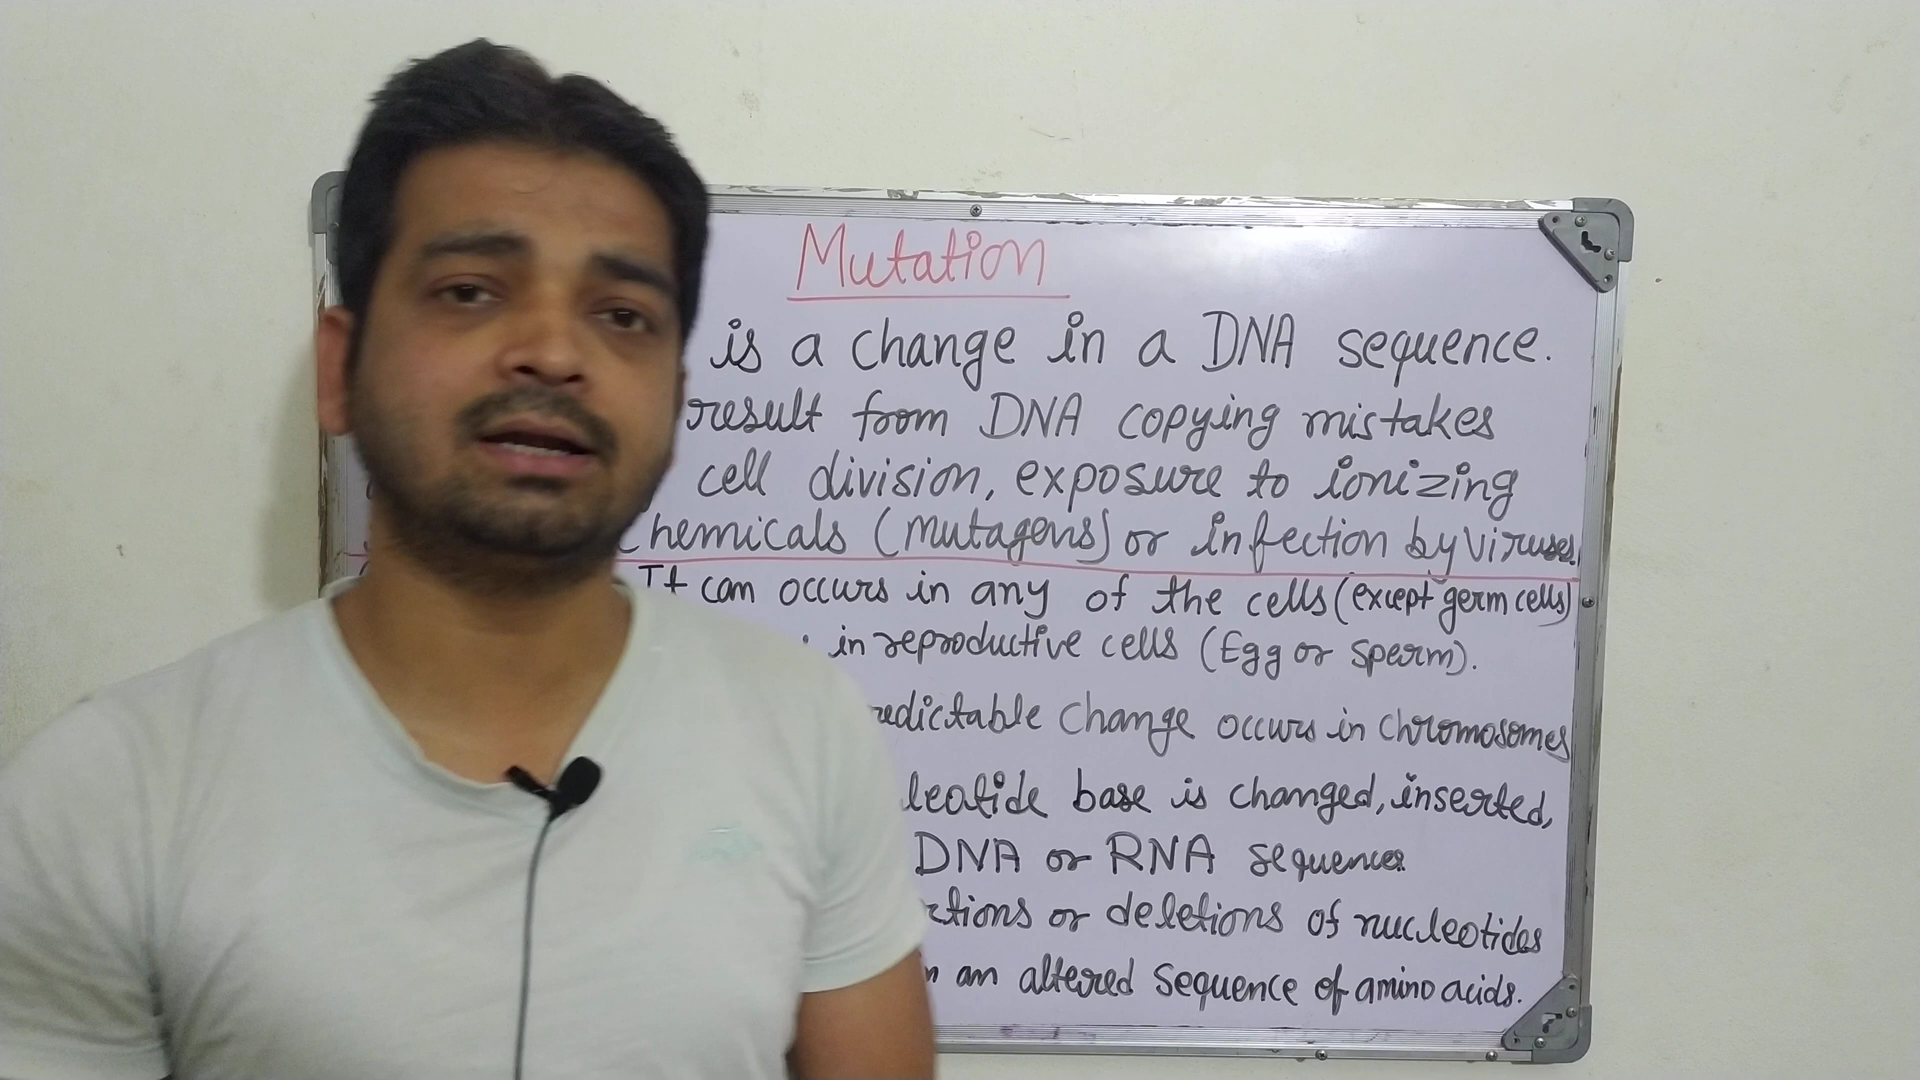 Mutation
is a change in a DNA sequence.
result from DNA copying mistakes
cell division, exposure to ionizing
chemicals (mutagens) or infection by viruses.
It can occurs in any of the cells (except germ cells)
in reproductive cells (Egg or Sperm).
redictable change occurs in chromosomes
leotide base is changed, inserted,
DNA or RNA sequences
ctions or deletions of nucleotides
an altered sequence of amino acids.